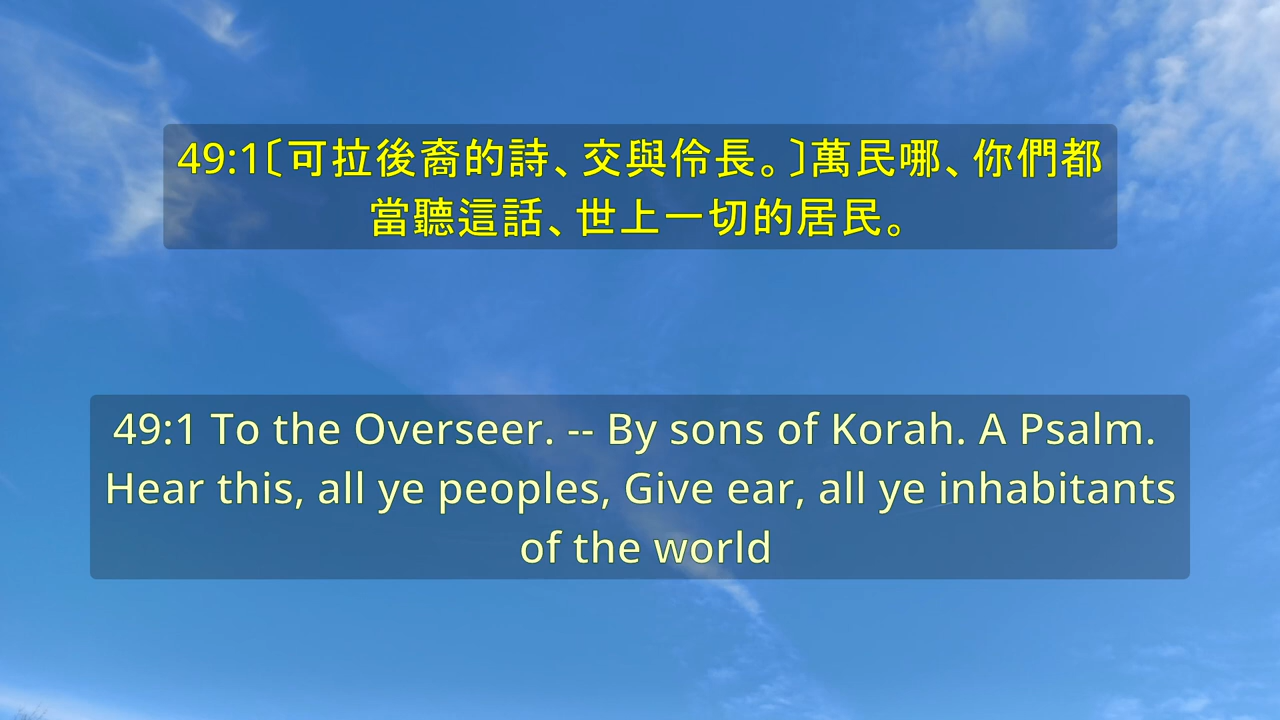 49:1〔可拉後裔的詩、交與伶長。〕萬民哪、你們都
當聽這話、世上一切的居民。
49:1 To the Overseer. -- By sons of Korah. A Psalm.
Hear this, all ye peoples, Give ear, all ye inhabitants
of the world